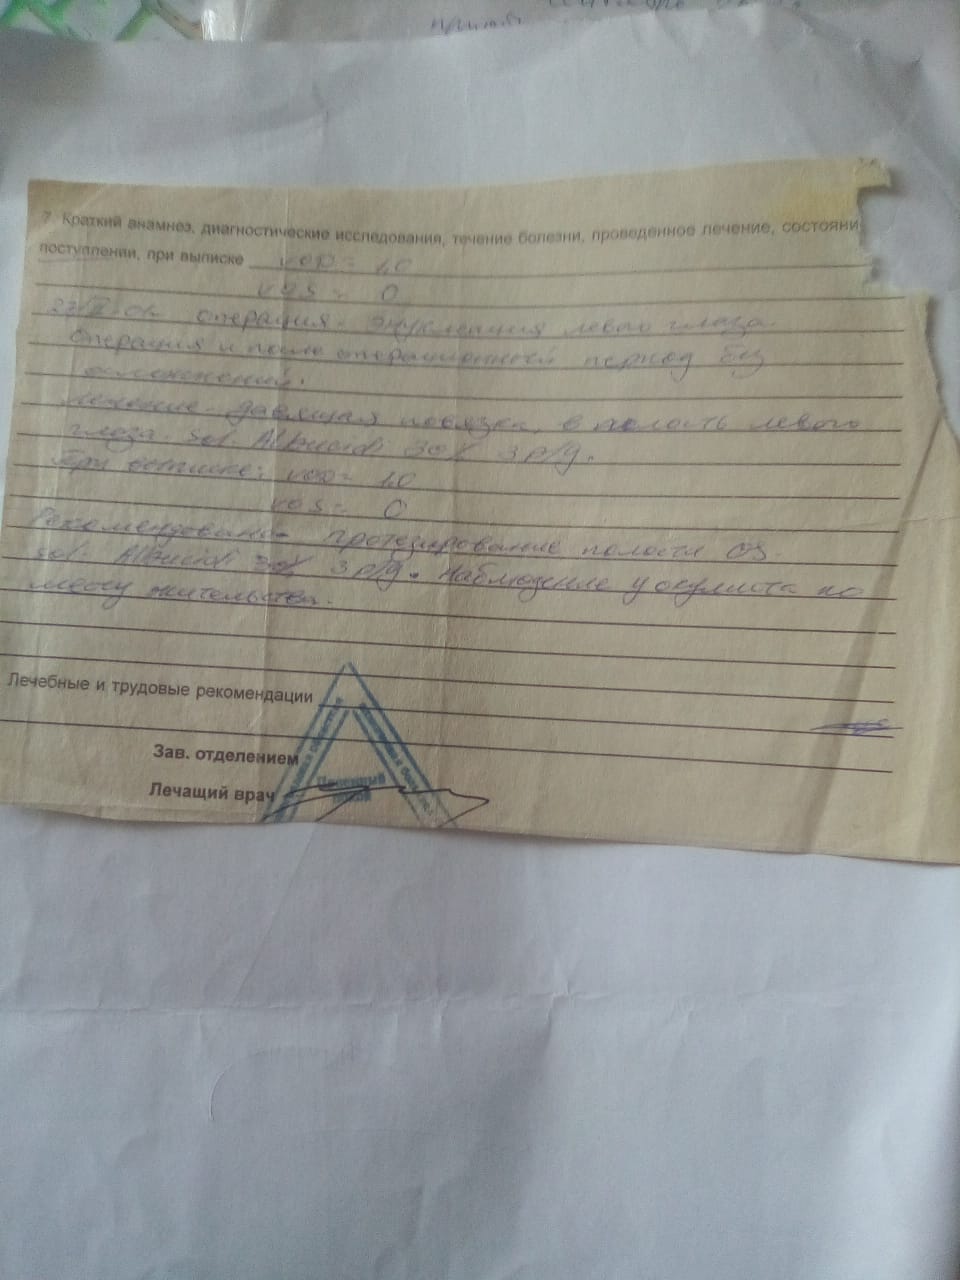 7. Краткий анамнез, диагностические исследования, течение болезни, проведенное лечение, состояни
поступлении, при выписке VOD = 1,0
VOS = 0
операция - энуклеация левого глаза.
Операция и после операционный период без
осложнений.
Лечение - давящая повязка, в полость левого
глаза Sol. Albucidi 30% 3 р/д.
При выписке: VOD = 1,0
VOS = 0
Рекомендовано протезирование полости OS.
Sol. Albucidi 30% 3 р/д. Наблюдение у окулиста по
месту жительства.
Лечебные и трудовые рекомендации
Зав. отделением
Лечащий врач